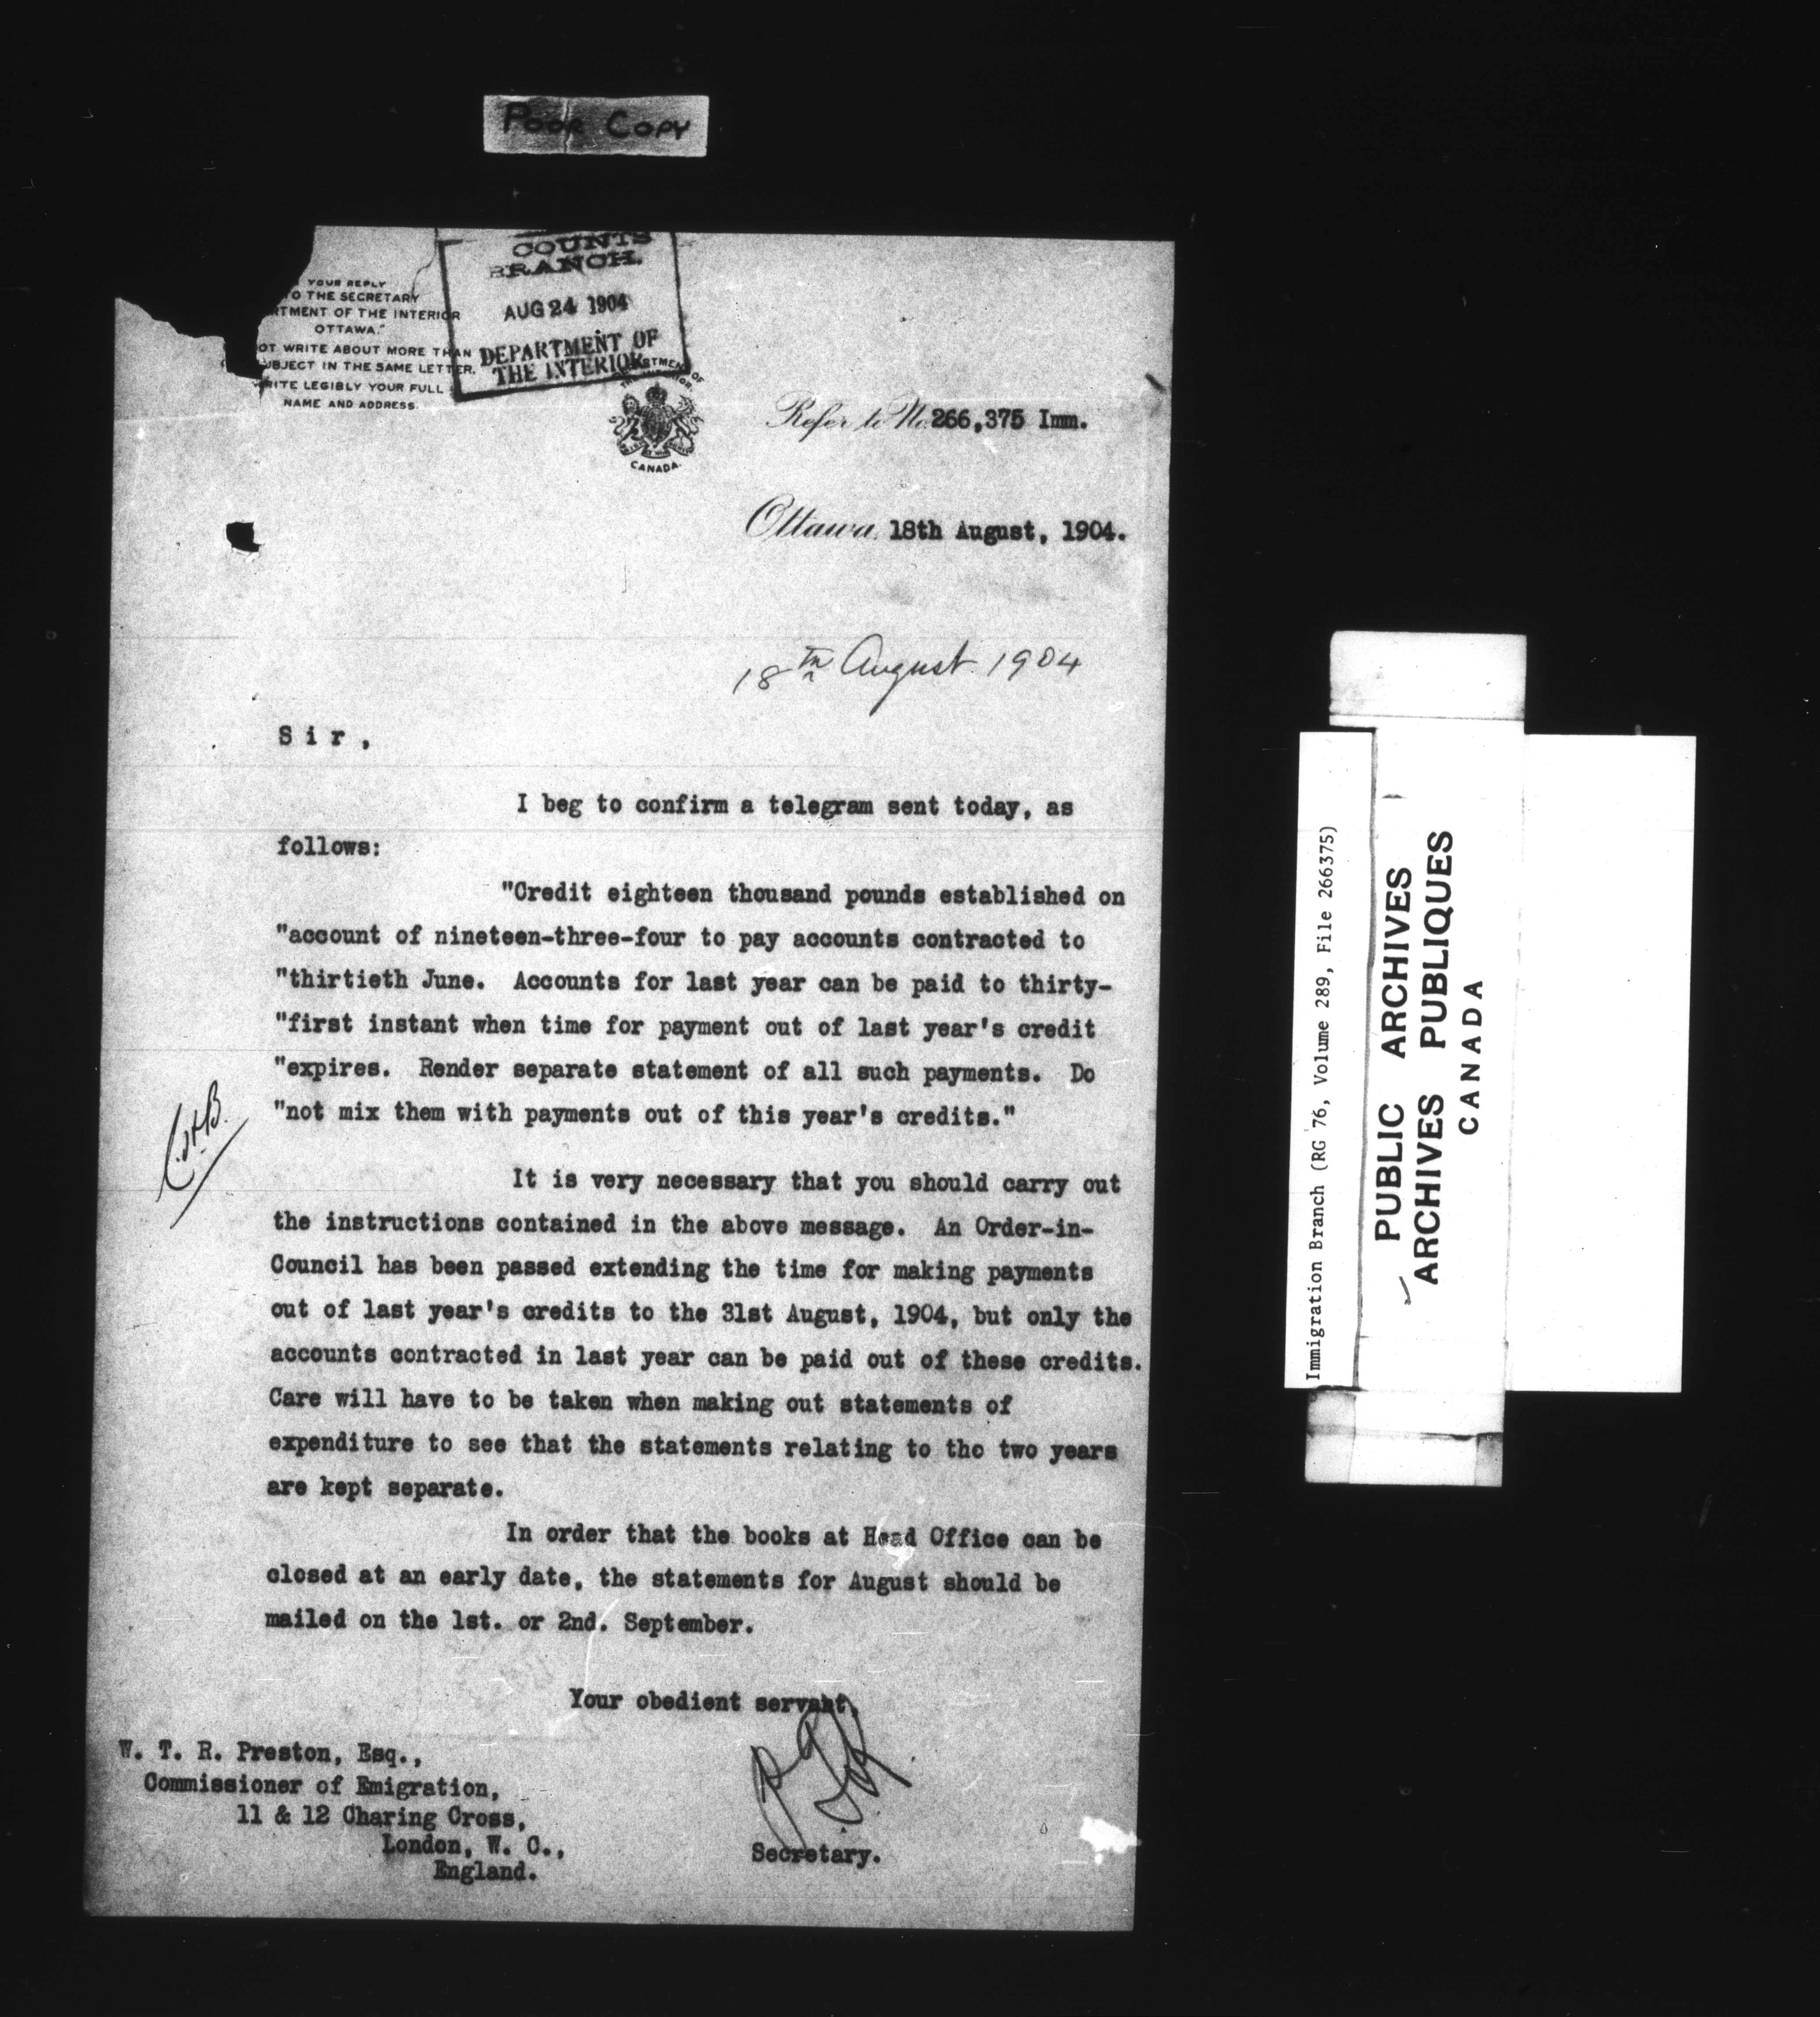 Poor Copy
COUNTS
BRANCH.
AUG 24 1904
DEPARTMENT OF
THE INTERIOR
YOUR REPLY
TO THE SECRETARY
RTMENT OF THE INTERIOR
OTTAWA."
OT WRITE ABOUT MORE THAN
UBJECT IN THE SAME LETTER.
RITE LEGIBLY YOUR FULL
NAME AND ADDRESS
CANADA.
Refer to No. 266,375 Imm.
Ottawa, 18th August, 1904.
18th August 1904
Sir,
I beg to confirm a telegram sent today, as
follows:
"Credit eighteen thousand pounds established on
"account of nineteen-three-four to pay accounts contracted to
"thirtieth June. Accounts for last year can be paid to thirty-
"first instant when time for payment out of last year's credit
"expires. Render separate statement of all such payments. Do
"not mix them with payments out of this year's credits."
It is very necessary that you should carry out
the instructions contained in the above message. An Order-in-
Council has been passed extending the time for making payments
out of last year's credits to the 31st August, 1904, but only the
accounts contracted in last year can be paid out of these credits.
Care will have to be taken when making out statements of
expenditure to see that the statements relating to the two years
are kept separate.
In order that the books at Head Office can be
closed at an early date, the statements for August should be
mailed on the 1st. or 2nd. September.
Your obedient servant,
Secretary.
W. T. R. Preston, Esq.,
Commissioner of Emigration,
11 & 12 Charing Cross,
London, W. C.,
England.
Immigration Branch (RG 76, Volume 289, File 266375)
PUBLIC ARCHIVES
ARCHIVES PUBLIQUES
CANADA